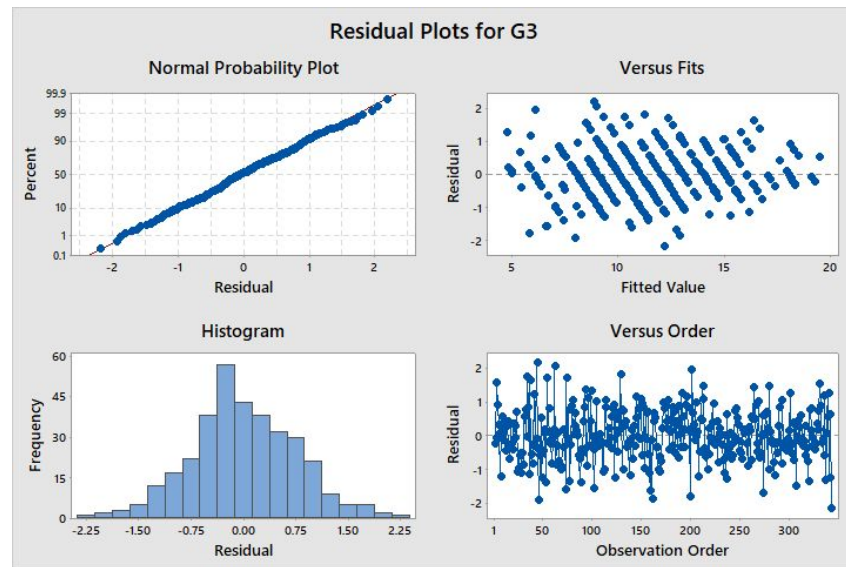 Residual Plots for G3
Normal Probability Plot
99.9
99
90
50
10
1
0.1
Percent
-2 -1 0 1 2
Residual
Versus Fits
2
1
0
-1
-2
Residual
5 10 15 20
Fitted Value
Histogram
60
45
30
15
0
Frequency
-2.25 -1.50 -0.75 0.00 0.75 1.50 2.25
Residual
Versus Order
2
1
0
-1
-2
Residual
1 50 100 150 200 250 300
Observation Order